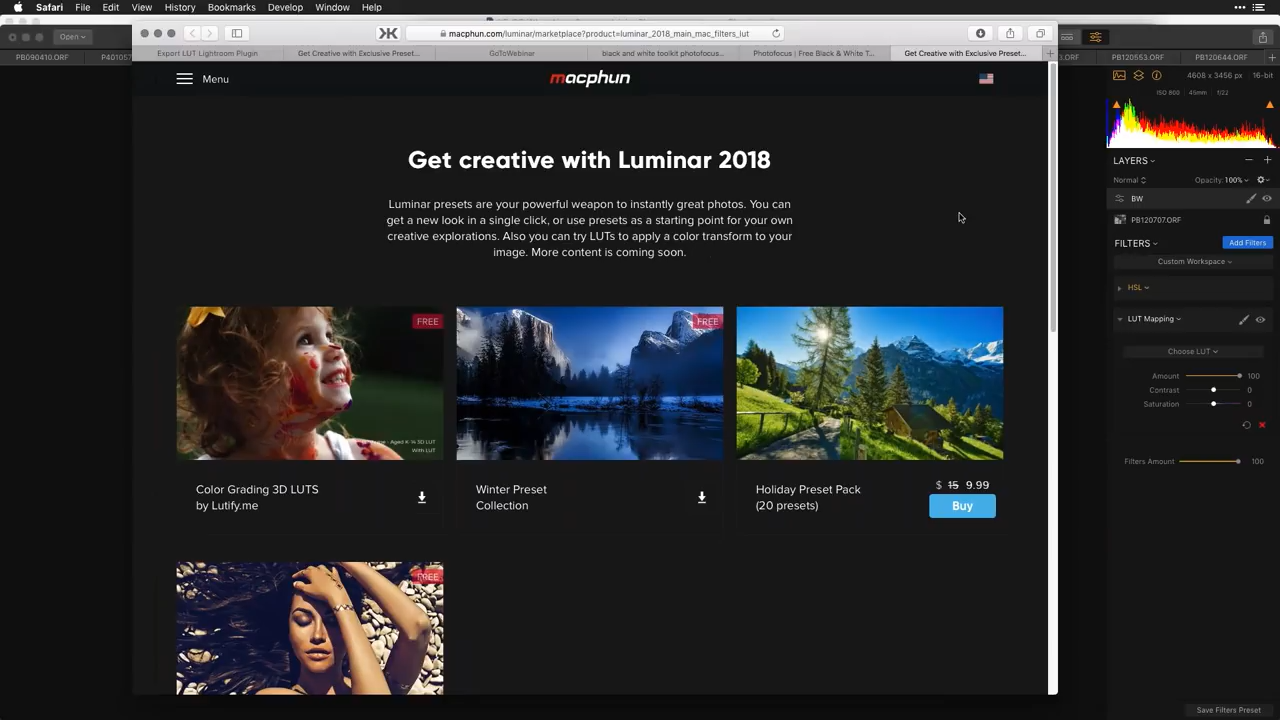 Safari File Edit View History Bookmarks Develop Window Help
Open
macphun.com/luminar/marketplace?product=luminar_2018_main_mac_filters_lut
PB090410.ORF
Export LUT Lightroom Plugin
Get Creative with Exclusive Preset...
GoToWebinar
black and white toolkit photofocus...
Photofocus | Free Black & White T...
Get Creative with Exclusive Preset...
PB120553.ORF
PB120644.ORF
Menu
macphun
4608 x 3456 px 16-bit
ISO 800 45mm f/22
Get creative with Luminar 2018
Luminar presets are your powerful weapon to instantly great photos. You can
get a new look in a single click, or use presets as a starting point for your own
creative explorations. Also you can try LUTs to apply a color transform to your
image. More content is coming soon.
FREE
FREE
With LUT
Color Grading 3D LUTS
by Lutify.me
Winter Preset
Collection
Holiday Preset Pack
(20 presets)
$ 15 9.99
Buy
FREE
LAYERS
Normal Opacity: 100%
BW
PB120707.ORF
FILTERS Add Filters
Custom Workspace
HSL
LUT Mapping
Choose LUT
Amount 100
Contrast 0
Saturation 0
Filters Amount 100
Save Filters Preset